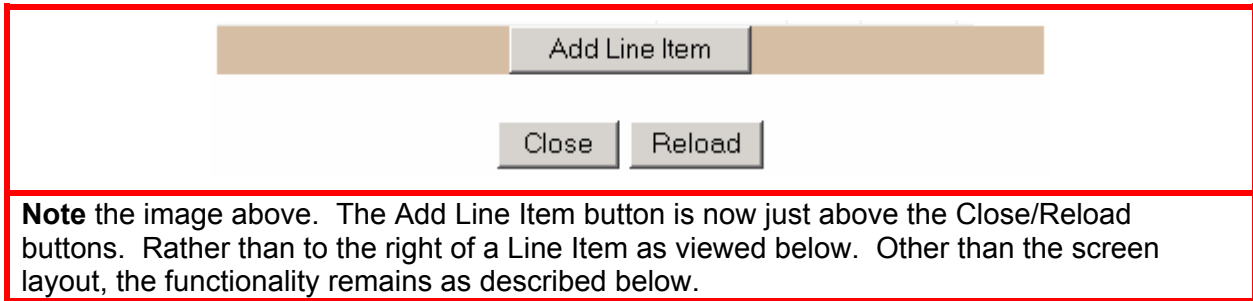 Add Line Item
Close Reload
Note the image above.  The Add Line Item button is now just above the Close/Reload
buttons.  Rather than to the right of a Line Item as viewed below.  Other than the screen
layout, the functionality remains as described below.